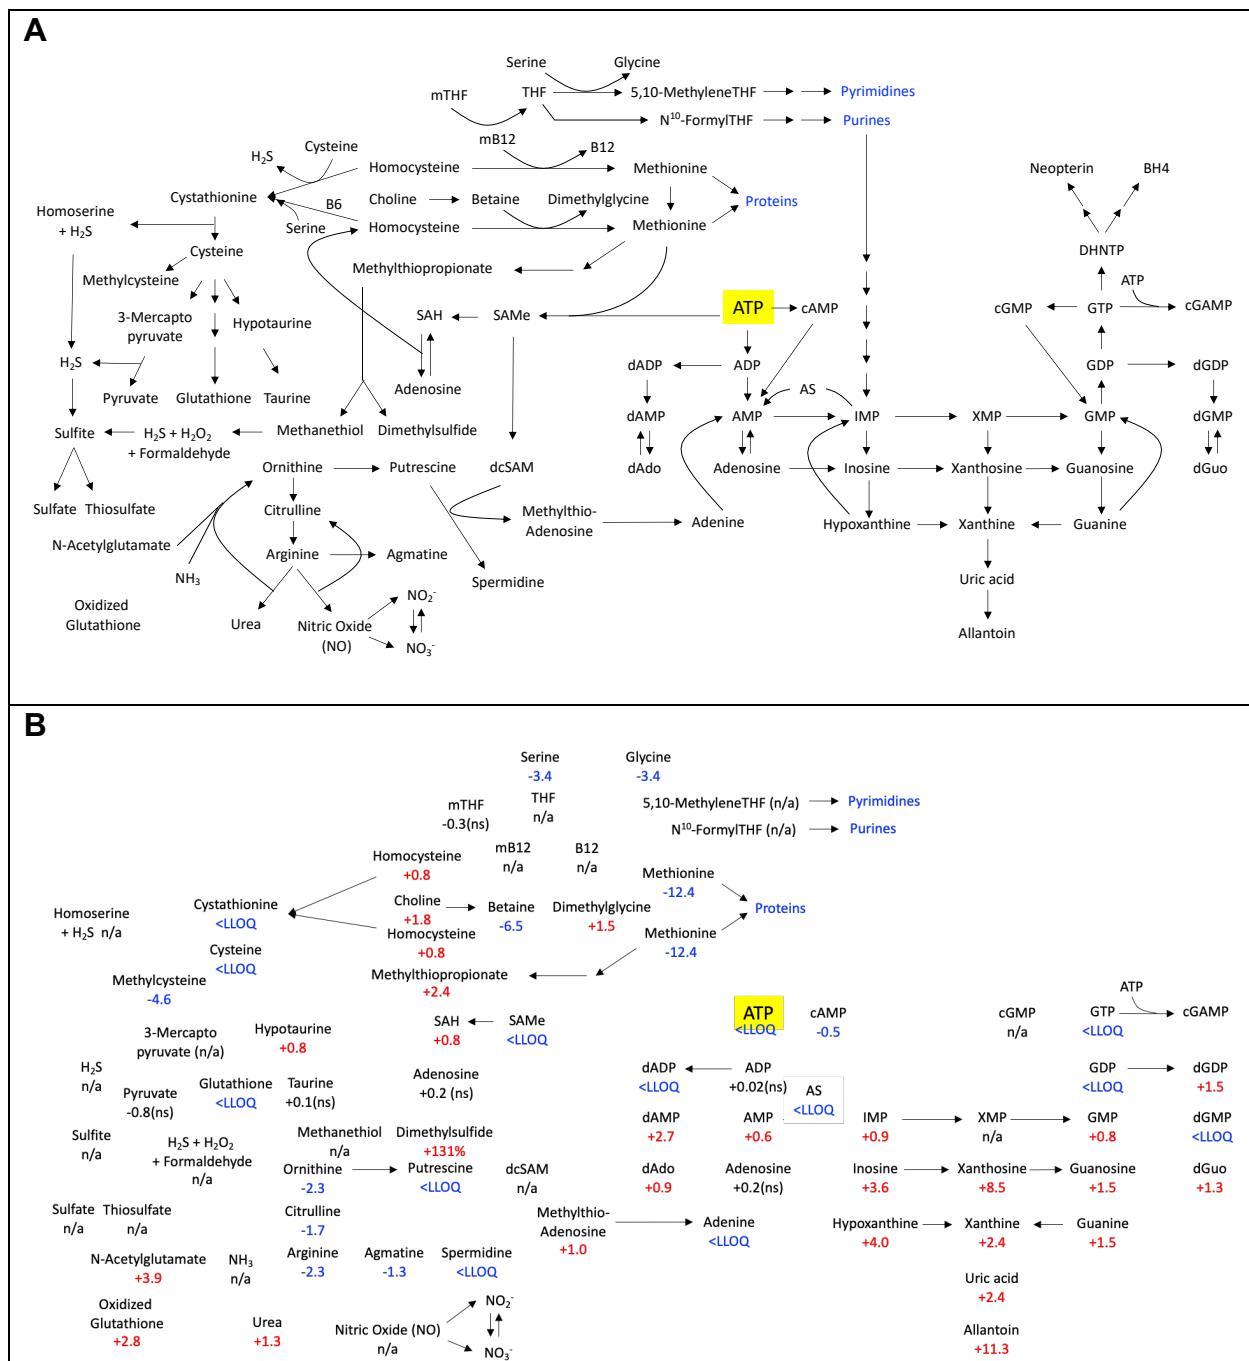 A
Serine Glycine
mTHF THF 5,10-MethyleneTHF Pyrimidines
N10-FormylTHF Purines
mB12 B12
Cysteine
H2S
Homocysteine Methionine
Neopterin BH4
Cystathionine B6 Choline Betaine Dimethylglycine Proteins
Homoserine
+ H2S
Serine Homocysteine Methionine
Cysteine
DHNTP
Methylcysteine
Methylthiopropionate
ATP
3-Mercapto
pyruvate
Hypotaurine
SAH SAMe ATP cAMP cGMP GTP cGAMP
H2S
Adenosine
dADP ADP GDP dGDP
AS
Pyruvate Glutathione Taurine
dAMP AMP IMP XMP GMP dGMP
Sulfite
H2S + H2O2
+ Formaldehyde
Methanethiol Dimethylsulfide
Ornithine Putrescine dcSAM
dAdo Adenosine Inosine Xanthosine Guanosine dGuo
Sulfate Thiosulfate
Citrulline
Methylthio-
Adenosine
Adenine Hypoxanthine Xanthine Guanine
N-Acetylglutamate
Arginine Agmatine
NH3
Spermidine
Uric acid
Oxidized
Glutathione
Urea
Nitric Oxide
(NO)
NO2-
NO3-
Allantoin
B
Serine Glycine
-3.4 -3.4
mTHF
-0.3(ns)
THF
n/a
5,10-MethyleneTHF (n/a) Pyrimidines
N10-FormylTHF (n/a) Purines
mB12 B12
n/a n/a
Homocysteine
+0.8
Methionine
-12.4
Homoserine
+ H2S n/a
Cystathionine
<LLOQ
Choline
+1.8
Betaine
-6.5
Dimethylglycine
+1.5
Proteins
Homocysteine
+0.8
Methionine
-12.4
Cysteine
<LLOQ
Methylcysteine
-4.6
Methylthiopropionate
+2.4
ATP
3-Mercapto
pyruvate (n/a)
Hypotaurine
+0.8
SAH
+0.8
SAMe
<LLOQ
ATP
<LLOQ
cAMP
-0.5
cGMP
n/a
GTP
<LLOQ
cGAMP
H2S
n/a
Pyruvate
-0.8(ns)
Glutathione
<LLOQ
Taurine
+0.1(ns)
Adenosine
+0.2 (ns)
dADP
<LLOQ
ADP
+0.02(ns)
AS
<LLOQ
GDP
<LLOQ
dGDP
+1.5
Sulfite
n/a
H2S + H2O2
+ Formaldehyde
n/a
Methanethiol
n/a
Dimethylsulfide
+131%
dAMP
+2.7
AMP
+0.6
IMP
+0.9
XMP
n/a
GMP
+0.8
dGMP
<LLOQ
Ornithine
-2.3
Putrescine
<LLOQ
dcSAM
n/a
dAdo
+0.9
Adenosine
+0.2(ns)
Inosine
+3.6
Xanthosine
+8.5
Guanosine
+1.5
dGuo
+1.3
Sulfate Thiosulfate
n/a n/a
Citrulline
-1.7
Methylthio-
Adenosine
+1.0
Adenine
<LLOQ
Hypoxanthine
+4.0
Xanthine
+2.4
Guanine
+1.5
N-Acetylglutamate
+3.9
NH3
n/a
Arginine
-2.3
Agmatine
-1.3
Spermidine
<LLOQ
Uric acid
+2.4
Oxidized
Glutathione
+2.8
Urea
+1.3
Nitric Oxide (NO)
n/a
NO2-
NO3-
Allantoin
+11.3